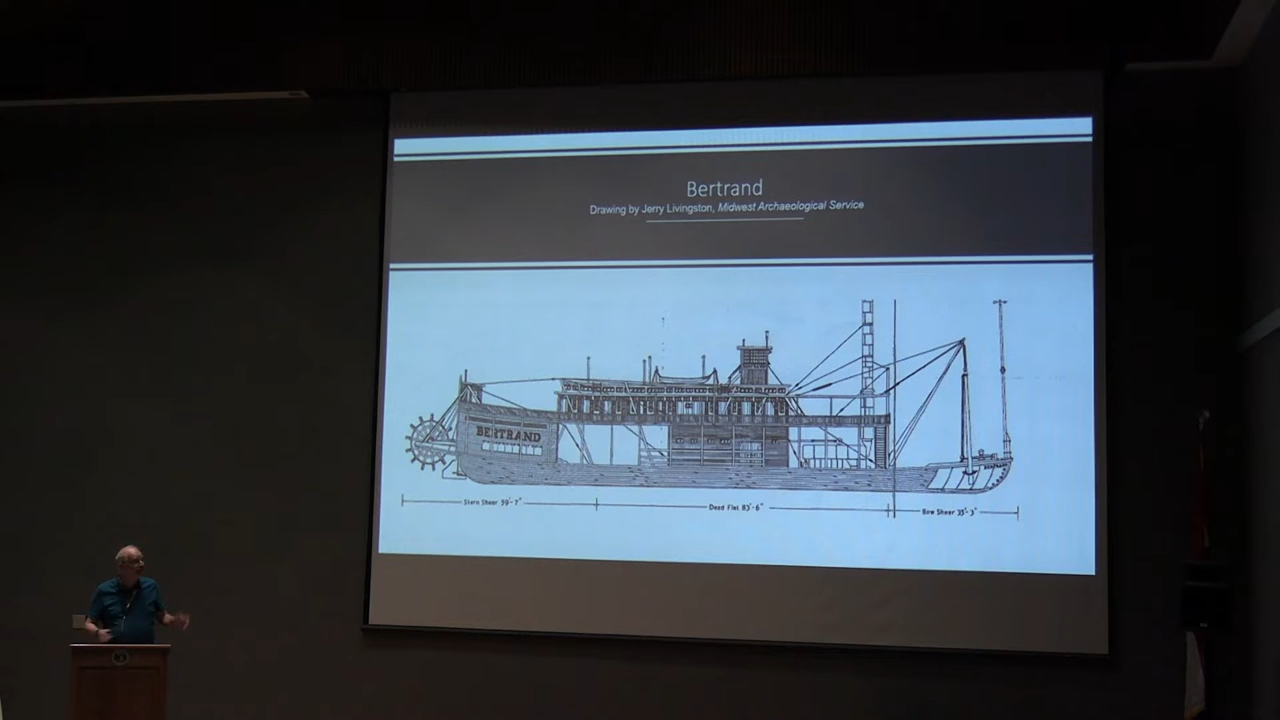 Bertrand
Drawing by Jerry Livingston, Midwest Archaeological Service
BERTRAND
Stern Sheer 39'-7"
Dead Flat 83'-6"
Bow Sheer 33'-3"